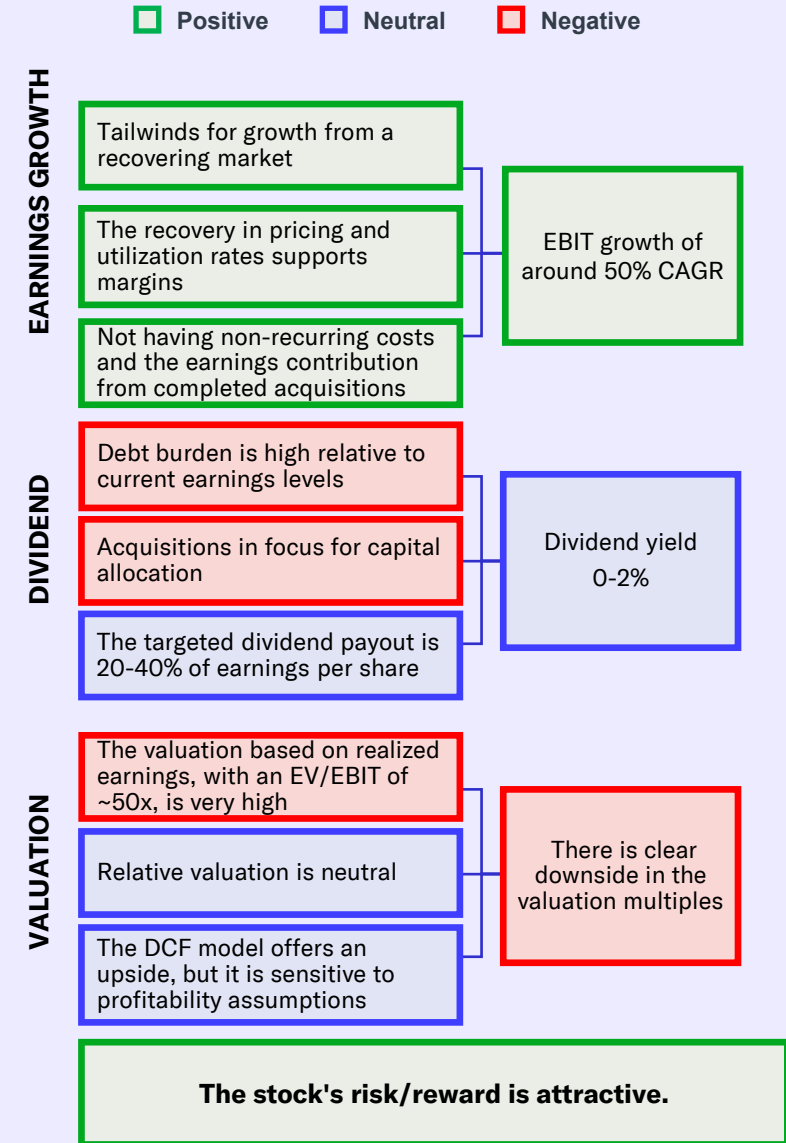 Positive Neutral Negative
EARNINGS GROWTH
Tailwinds for growth from a
recovering market
The recovery in pricing and
utilization rates supports
margins
Not having non-recurring costs
and the earnings contribution
from completed acquisitions
EBIT growth of
around 50% CAGR
DIVIDEND
Debt burden is high relative to
current earnings levels
Acquisitions in focus for capital
allocation
The targeted dividend payout is
20-40% of earnings per share
Dividend yield
0-2%
VALUATION
The valuation based on realized
earnings, with an EV/EBIT of
~50x, is very high
Relative valuation is neutral
The DCF model offers an
upside, but it is sensitive to
profitability assumptions
There is clear
downside in the
valuation multiples
The stock's risk/reward is attractive.